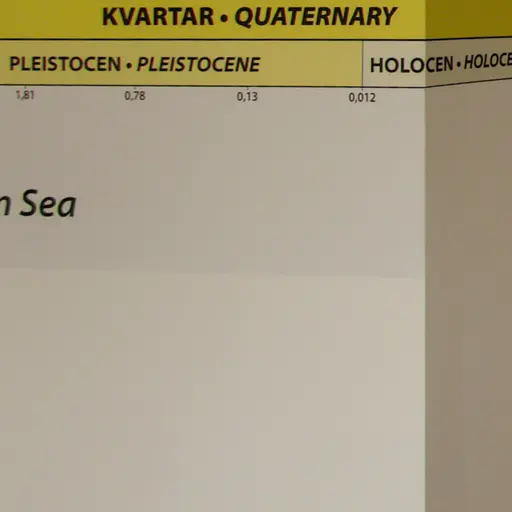 KVARTAR • QUATERNARY
PLEISTOCEN • PLEISTOCENE
HOLOCEN • HOLOCE
1,81 0,78 0,13 0,012
Sea